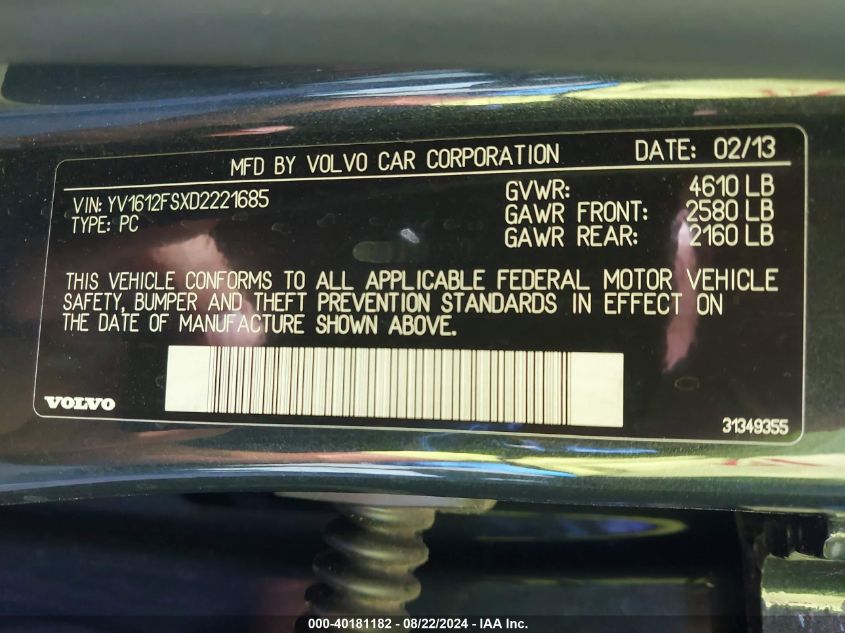 MFD BY VOLVO CAR CORPORATION DATE: 02/13
VIN: YV1612FSXD2221685
TYPE: PC
GVWR: 4610 LB
GAWR FRONT: 2580 LB
GAWR REAR: 2160 LB
THIS VEHICLE CONFORMS TO ALL APPLICABLE FEDERAL MOTOR VEHICLE
SAFETY, BUMPER AND THEFT PREVENTION STANDARDS IN EFFECT ON
THE DATE OF MANUFACTURE SHOWN ABOVE.
VOLVO
31349355
000-40181182 - 08/22/2024 - IAA Inc.